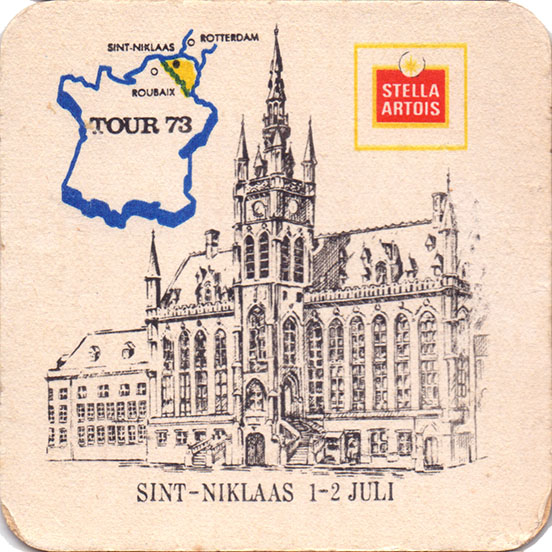 ROTTERDAM
SINT-NIKLAAS
ROUBAIX
TOUR 73
STELLA
ARTOIS
SINT-NIKLAAS 1-2 JULI